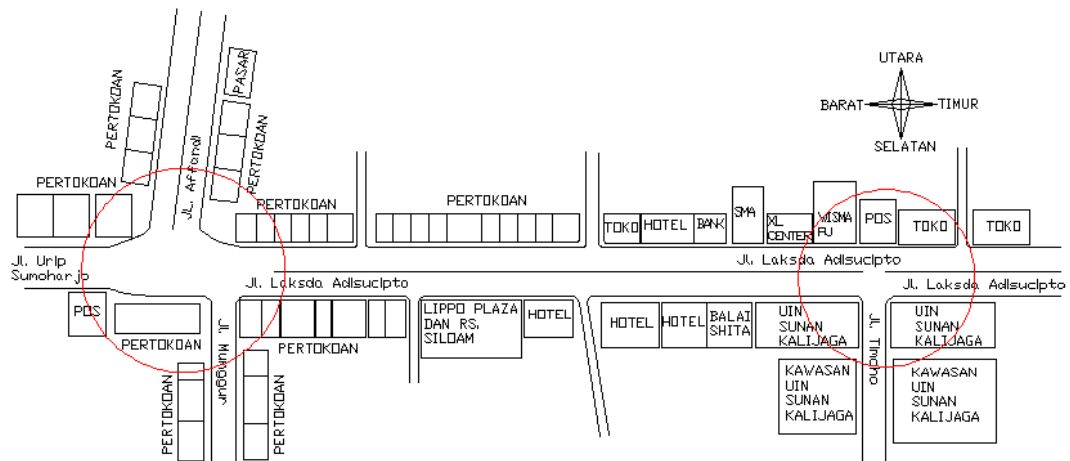 PERTOKOAN
PASAR
Jl. Affandi
PERTOKOAN
PERTOKOAN
PERTOKOAN
PERTOKOAN
UTARA
BARAT
TIMUR
SELATAN
TOKO
HOTEL
BANK
SMA
XL
CENTER
WISMA
POS
TOKO
TOKO
Jl. Urip
Sumoharjo
Jl. Laksda Adisucipto
Jl. Laksda Adisucipto
Jl. Laksda Adisucipto
POS
PERTOKOAN
Jl. Munggur
PERTOKOAN
LIPPO PLAZA
DAN RS.
SILOAM
HOTEL
HOTEL
HOTEL
BALAI
SHITA
UIN
SUNAN
KALIJAGA
Jl. Timoho
UIN
SUNAN
KALIJAGA
PERTOKOAN
PERTOKOAN
KAWASAN
UIN
SUNAN
KALIJAGA
KAWASAN
UIN
SUNAN
KALIJAGA